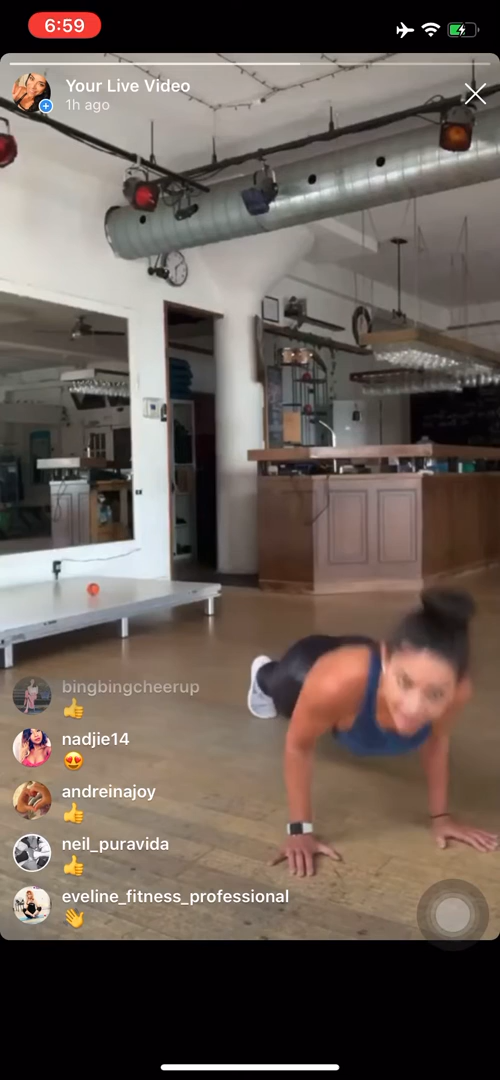 6:59
Your Live Video
1h ago
bingbingcheerup
👍
nadjie14
😍
andreinajoy
👍
neil_puravida
👍
eveline_fitness_professional
👋